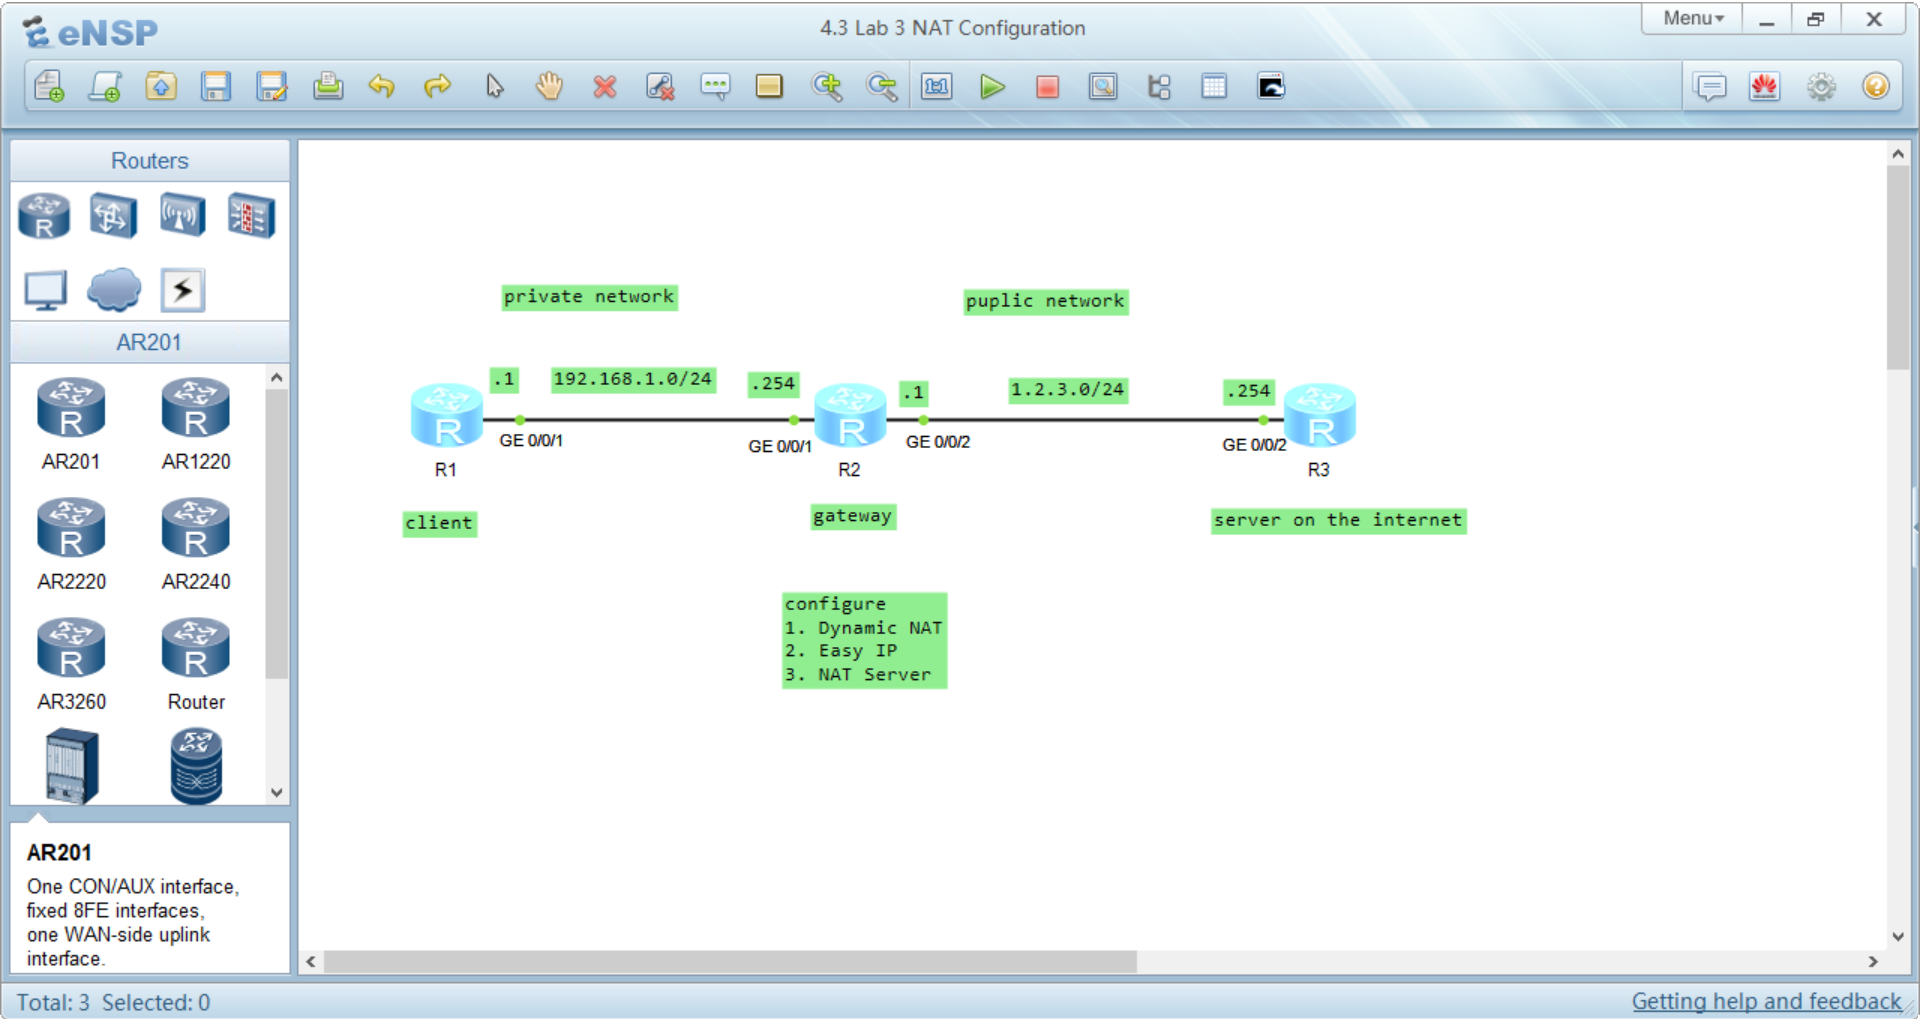 eNSP
4.3 Lab 3 NAT Configuration
Menu
1:1
Routers
R
AR201
R
R
AR201
AR1220
R
R
AR2220
AR2240
R
R
AR3260
Router
AR201
One CON/AUX interface,
fixed 8FE interfaces,
one WAN-side uplink
interface.
private network
puplic network
.1
192.168.1.0/24
.254
.1
1.2.3.0/24
.254
R
R
R
GE 0/0/1
GE 0/0/1
GE 0/0/2
GE 0/0/2
R1
R2
R3
client
gateway
server on the internet
configure
1. Dynamic NAT
2. Easy IP
3. NAT Server
Total: 3 Selected: 0
Getting help and feedback